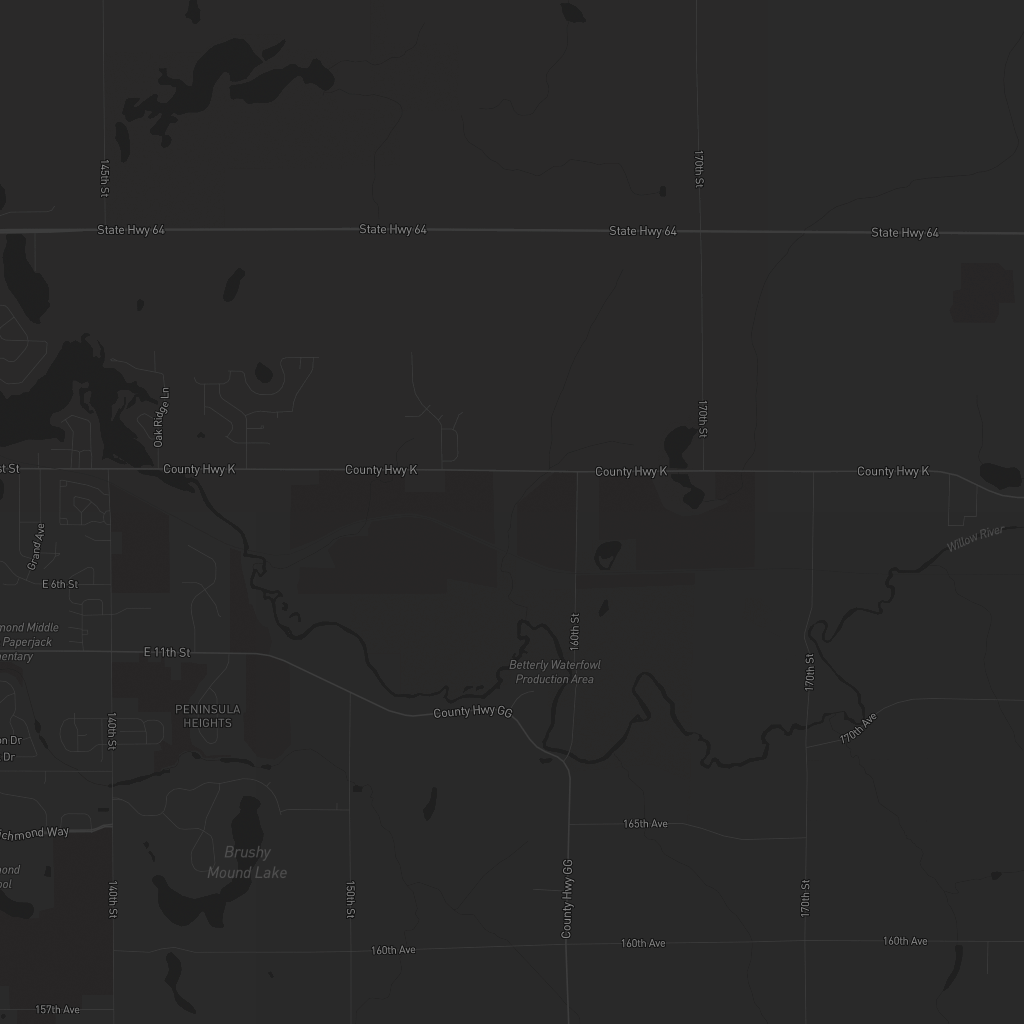 145th St
170th St
State Hwy 64
State Hwy 64
State Hwy 64
State Hwy 64
Oak Ridge Ln
170th St
st St
County Hwy K
County Hwy K
County Hwy K
County Hwy K
Grand Ave
Willow River
E 6th St
mond Middle
Paperjack
entary
160th St
E 11th St
Betterly Waterfowl
Production Area
170th St
PENINSULA
HEIGHTS
County Hwy GG
140th St
170th Ave
on Dr
Dr
ichmond Way
165th Ave
Brushy
Mound Lake
ond
ol
140th St
150th St
County Hwy GG
170th St
160th Ave
160th Ave
160th Ave
157th Ave